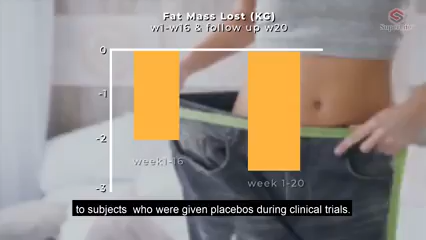 Fat Mass Lost (KG)
w1-w16 & follow up w20
0
-1
-2
-3
week1-16
week 1-20
to subjects who were given placebos during clinical trials.